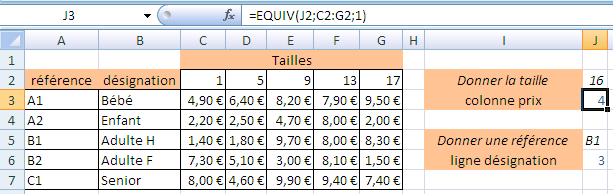 J3 fx =EQUIV(J2;C2:G2;1)
A B C D E F G H I J
1 Tailles
2 référence désignation 1 5 9 13 17 Donner la taille 16
3 A1 Bébé 4,90 € 6,40 € 8,20 € 7,90 € 9,50 € colonne prix 4
4 A2 Enfant 2,20 € 2,50 € 4,70 € 8,00 € 2,00 €
5 B1 Adulte H 1,40 € 1,80 € 9,70 € 8,00 € 8,30 € Donner une référence B1
6 B2 Adulte F 7,30 € 5,10 € 3,00 € 8,10 € 1,50 € ligne désignation 3
7 C1 Senior 8,00 € 4,60 € 9,90 € 9,40 € 7,40 €